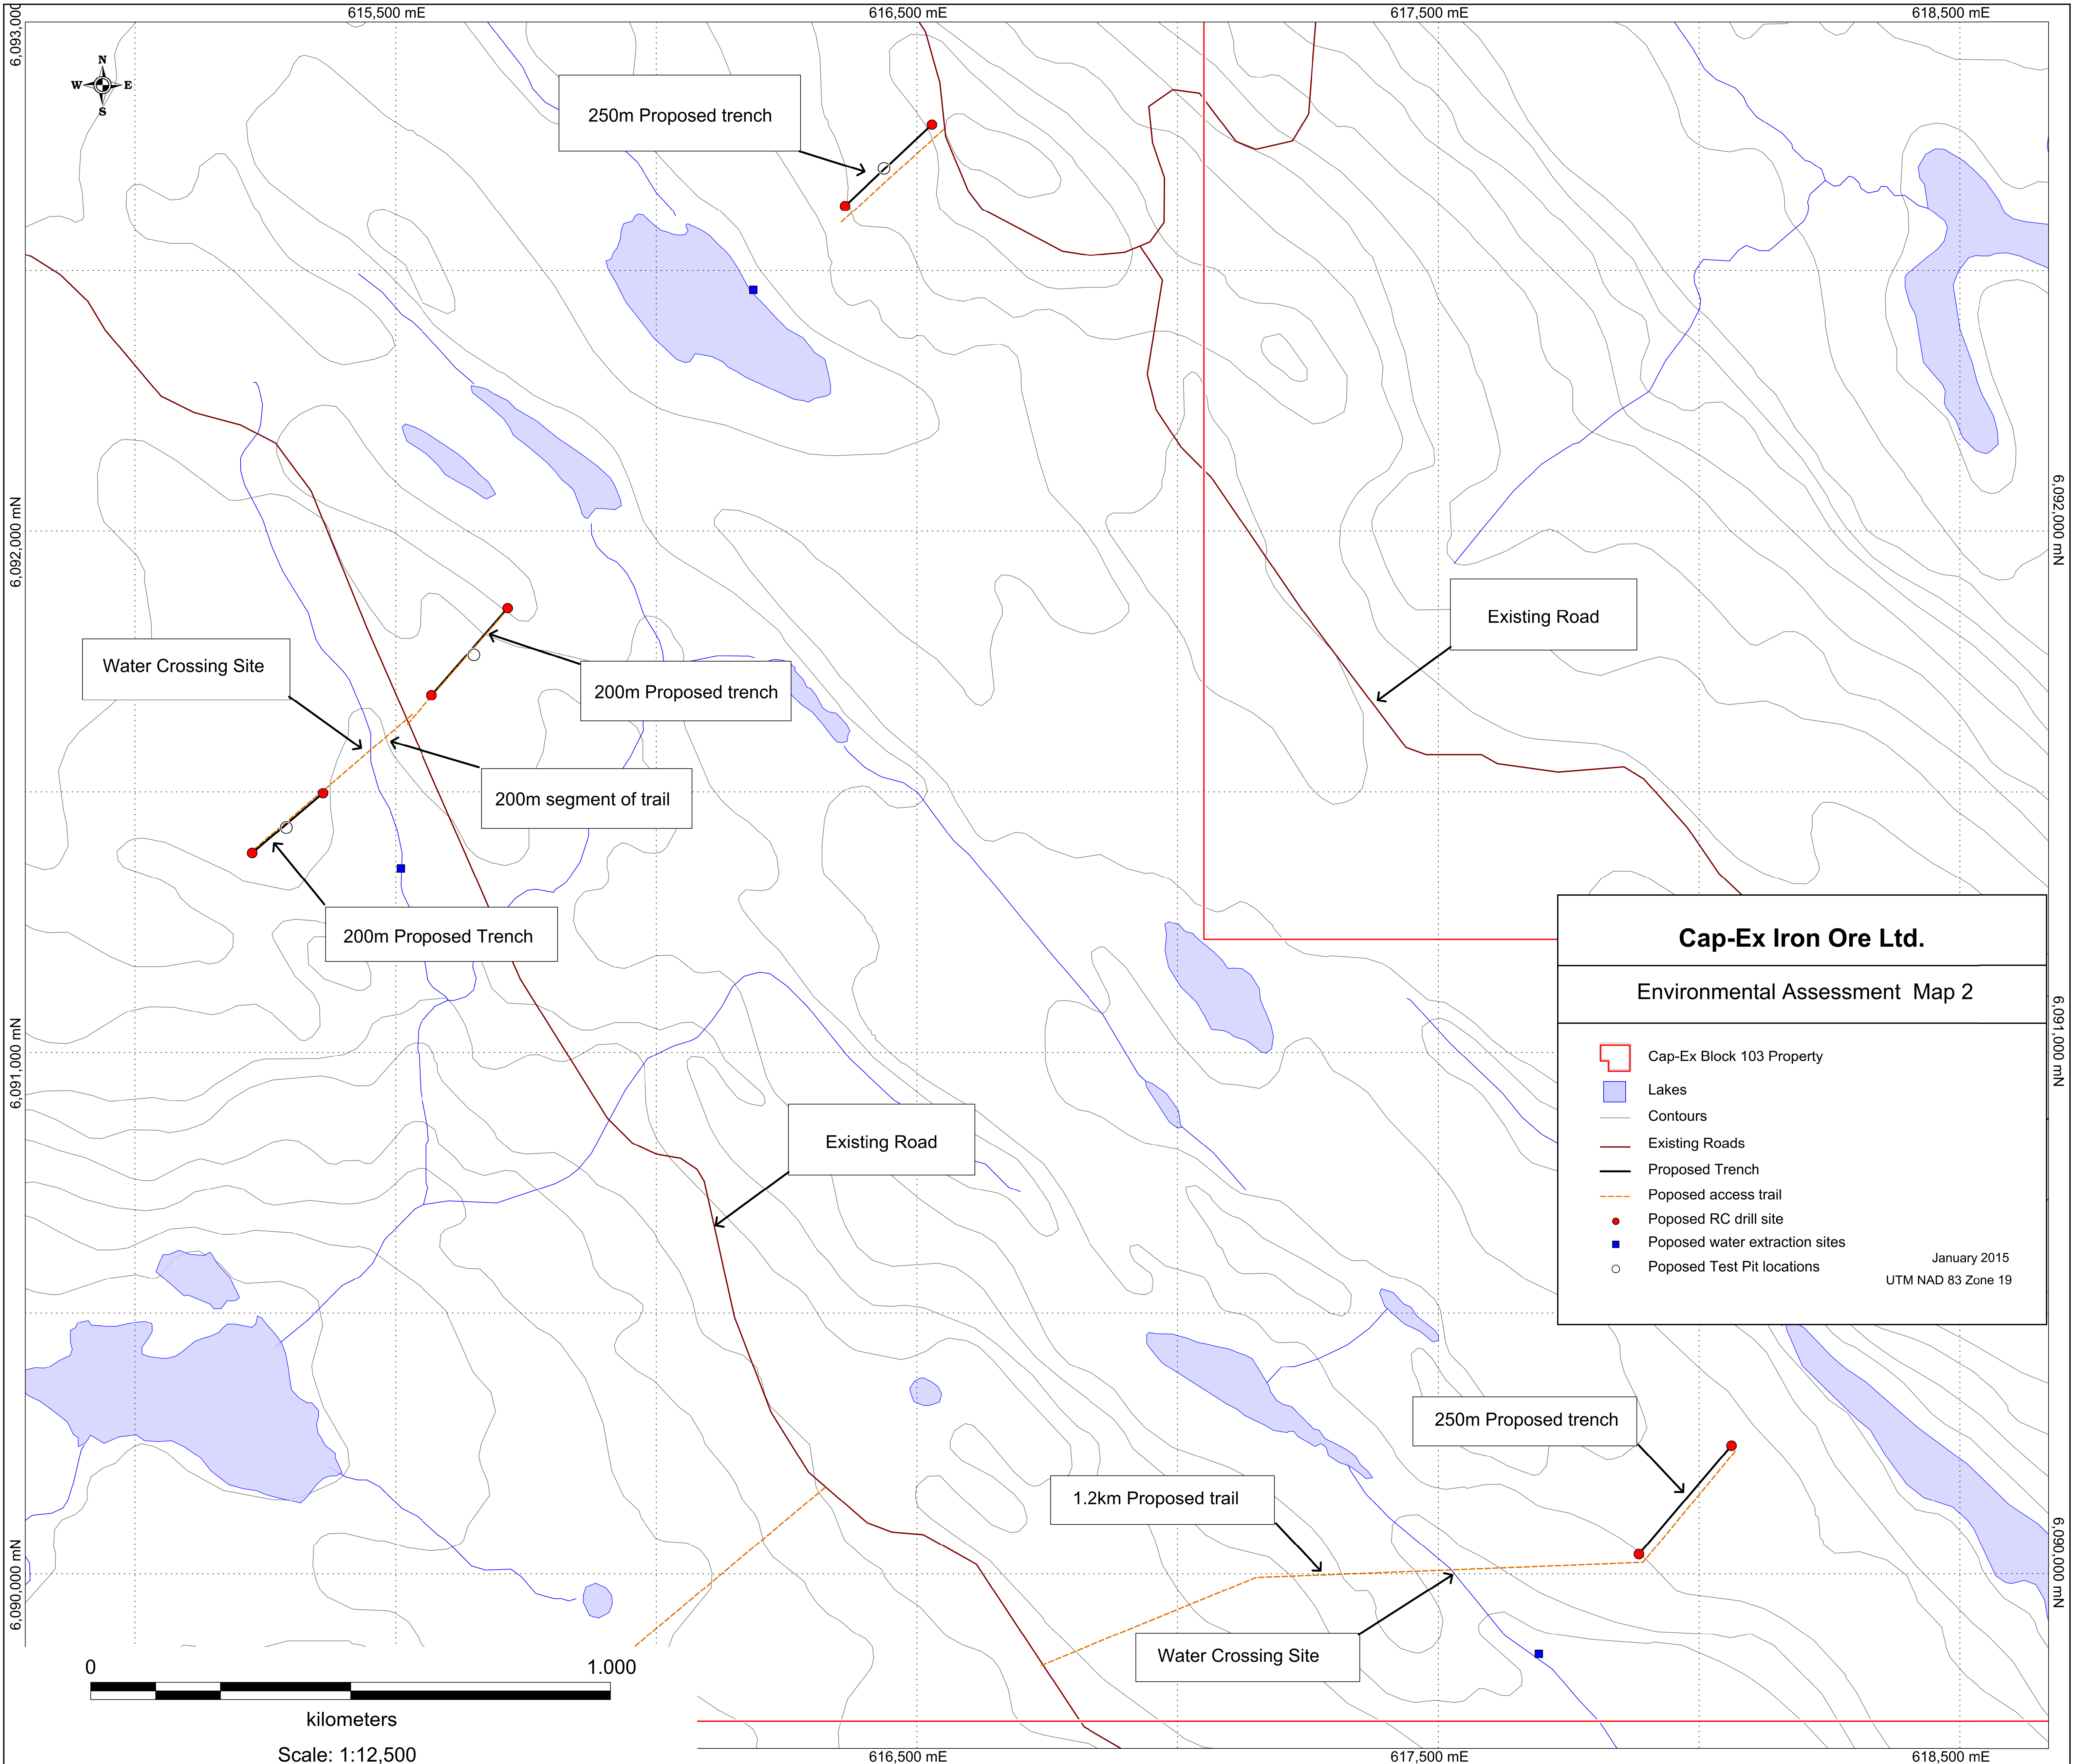 615,500 mE
616,500 mE
617,500 mE
618,500 mE
6,093,000
N
W
E
S
250m Proposed trench
6,092,000 mN
6,092,000 mN
Existing Road
Water Crossing Site
200m Proposed trench
200m segment of trail
200m Proposed Trench
6,091,000 mN
6,091,000 mN
Existing Road
Cap-Ex Iron Ore Ltd.
Environmental Assessment Map 2
Cap-Ex Block 103 Property
Lakes
Contours
Existing Roads
Proposed Trench
Poposed access trail
Poposed RC drill site
Poposed water extraction sites
Poposed Test Pit locations
January 2015
UTM NAD 83 Zone 19
250m Proposed trench
1.2km Proposed trail
6,090,000 mN
6,090,000 mN
Water Crossing Site
0
1.000
kilometers
Scale: 1:12,500
616,500 mE
617,500 mE
618,500 mE